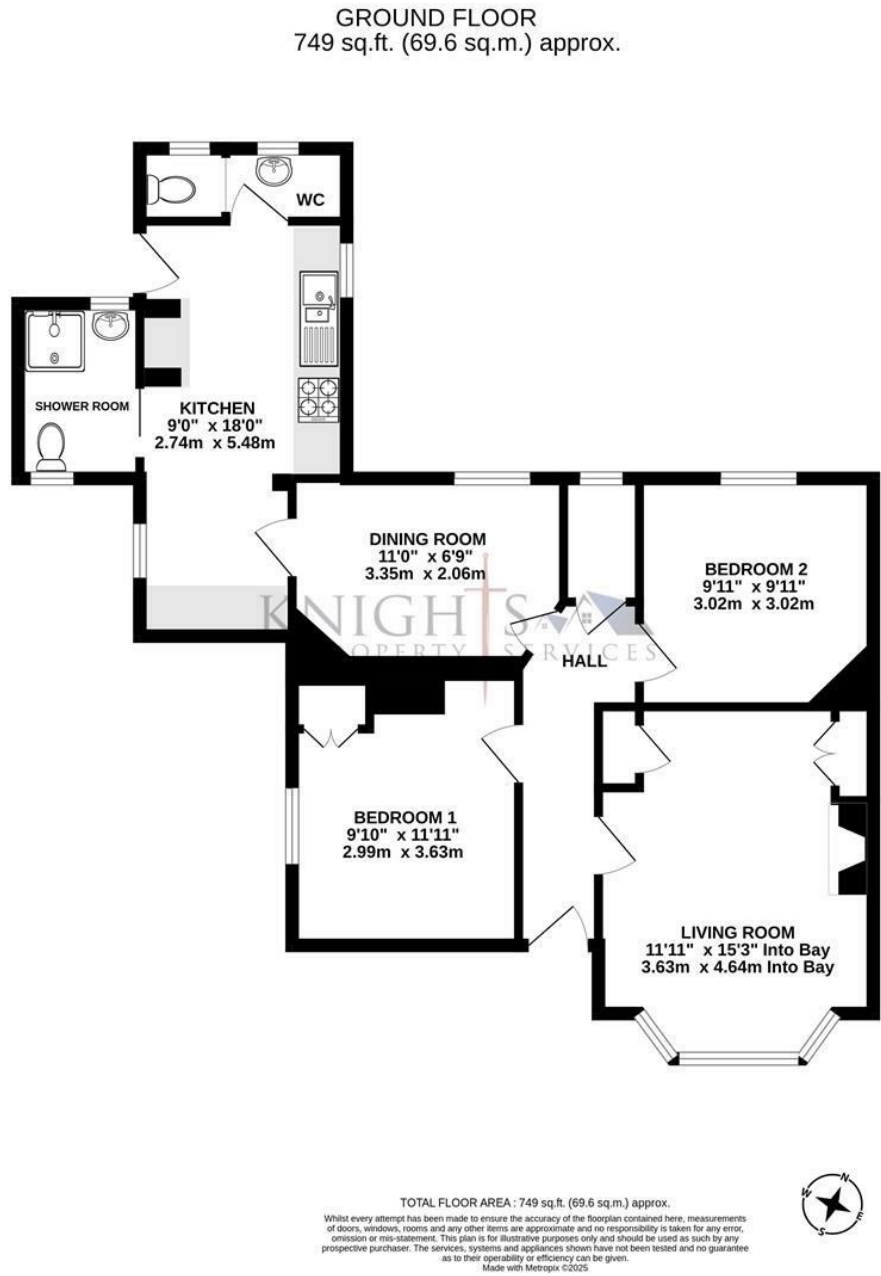 GROUND FLOOR
749 sq.ft. (69.6 sq.m.) approx.
WC
SHOWER ROOM
KITCHEN
9'0" x 18'0"
2.74m x 5.48m
DINING ROOM
11'0" x 6'9"
3.35m x 2.06m
BEDROOM 2
9'11" x 9'11"
3.02m x 3.02m
KNIGHTS
PROPERTY SERVICES
HALL
BEDROOM 1
9'10" x 11'11"
2.99m x 3.63m
LIVING ROOM
11'11" x 15'3" Into Bay
3.63m x 4.64m Into Bay
N
W
E
S
TOTAL FLOOR AREA : 749 sq.ft. (69.6 sq.m.) approx.
Whilst every attempt has been made to ensure the accuracy of the floorplan contained here, measurements
of doors, windows, rooms and any other items are approximate and no responsibility is taken for any error,
omission or mis-statement. This plan is for illustrative purposes only and should be used as such by any
prospective purchaser. The services, systems and appliances shown have not been tested and no guarantee
as to their operability or efficiency can be given.
Made with Metropix ©2025